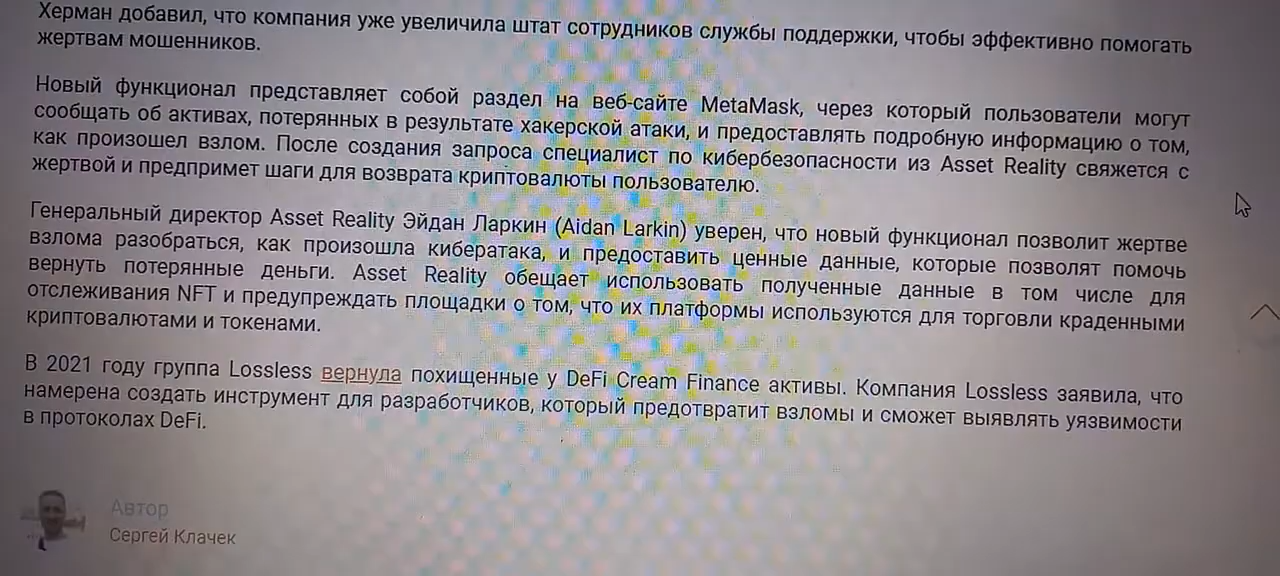 Херман добавил, что компания уже увеличила штат сотрудников службы поддержки, чтобы эффективно помогать
жертвам мошенников.
Новый функционал представляет собой раздел на веб-сайте MetaMask, через который пользователи могут
сообщать об активах, потерянных в результате хакерской атаки, и предоставлять подробную информацию о том,
как произошел взлом. После создания запроса специалист по кибербезопасности из Asset Reality свяжется с
жертвой и предпримет шаги для возврата криптовалюты пользователю.
Генеральный директор Asset Reality Эйдан Ларкин (Aidan Larkin) уверен, что новый функционал позволит жертве
взлома разобраться, как произошла кибератака, и предоставить ценные данные, которые позволят помочь
вернуть потерянные деньги. Asset Reality обещает использовать полученные данные в том числе для
отслеживания NFT и предупреждать площадки о том, что их платформы используются для торговли краденными
криптовалютами и токенами.
В 2021 году группа Lossless вернула похищенные у DeFi Cream Finance активы. Компания Lossless заявила, что
намерена создать инструмент для разработчиков, который предотвратит взломы и сможет выявлять уязвимости
в протоколах DeFi.
Автор
Сергей Клачек